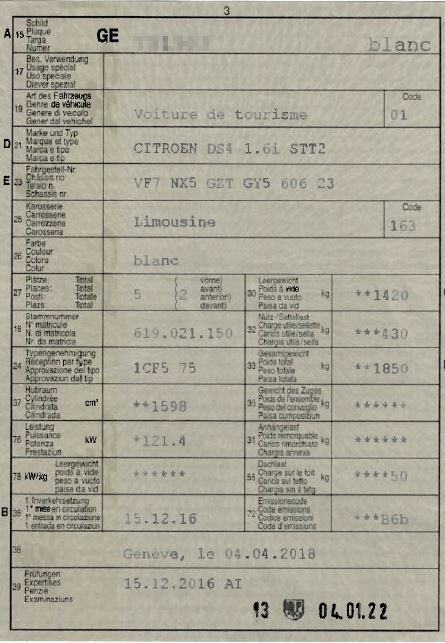 3
A 15 Schild
Plaque
Targa
Numer
GE
blanc
17 Bes. Verwendung
Usage spécial
Uso speciale
Diever spezial
19 Art des Fahrzeugs
Genre de véhicule
Genere di veicolo
Gener dal vehichel
Voiture de tourisme
Code
01
D 21 Marke und Typ
Marque et type
Marca e tipo
Marca e tip
CITROEN DS4 1.6i STT2
E 23 Fahrgestell-Nr.
Châssis no
Telaio n.
Schassis nr.
VF7 NX5 GZT GY5 606 23
25 Karosserie
Carrosserie
Carrozzeria
Carosseria
Limousine
Code
163
26 Farbe
Couleur
Colore
Colur
blanc
27 Plätze: Total
Places: Total
Posti: Totale
Plazs: Total
5
(2
vorne)
avant)
anteriori)
davant)
30 Leergewicht
Poids à vide
Peso a vuoto
Paisa da vid
kg
**1420
18 Stammnummer
N° matricule
N. di matricola
Nr. da matricla
619.021.150
32 Nutz-/Sattellast
Charge utile/sellette
Carico utile/sella
Chargia utila/sella
kg
***430
24 Typengenehmigung
Réception par type
Approvazione del tipo
Approvaziun dal tip
1CF5 75
33 Gesamtgewicht
Poids total
Peso totale
Paisa totala
kg
**1850
37 Hubraum
Cylindrée
Cilindrata
Cilindrada
cm³
**1598
35 Gewicht des Zuges
Poids de l'ensemble
Peso del convoglio
Paisa cumposiziun
kg
******
76 Leistung
Puissance
Potenza
Prestaziun
kW
*121.4
31 Anhängelast
Poids remorquable
Carico rimorchiato
Chargia annexa
kg
******
78 kW/kg
Leergewicht
poids à vide
peso a vuoto
paisa da vid
******
55 Dachlast
Charge sur le toit
Carico sul tetto
Chargia sin il tetg
kg
****50
B 36 1. Inverkehrsetzung
1re mise en circulation
1a messa in circolazione
1. entrada en circulaziun
15.12.16
72 Emissionscode
Code émissions
Codice emissioni
Code d'emissiuns
***B6b
38
Genève, le 04.04.2018
39 Prüfungen
Expertises
Perizie
Examinaziuns
15.12.2016 AI
13 04.01.22